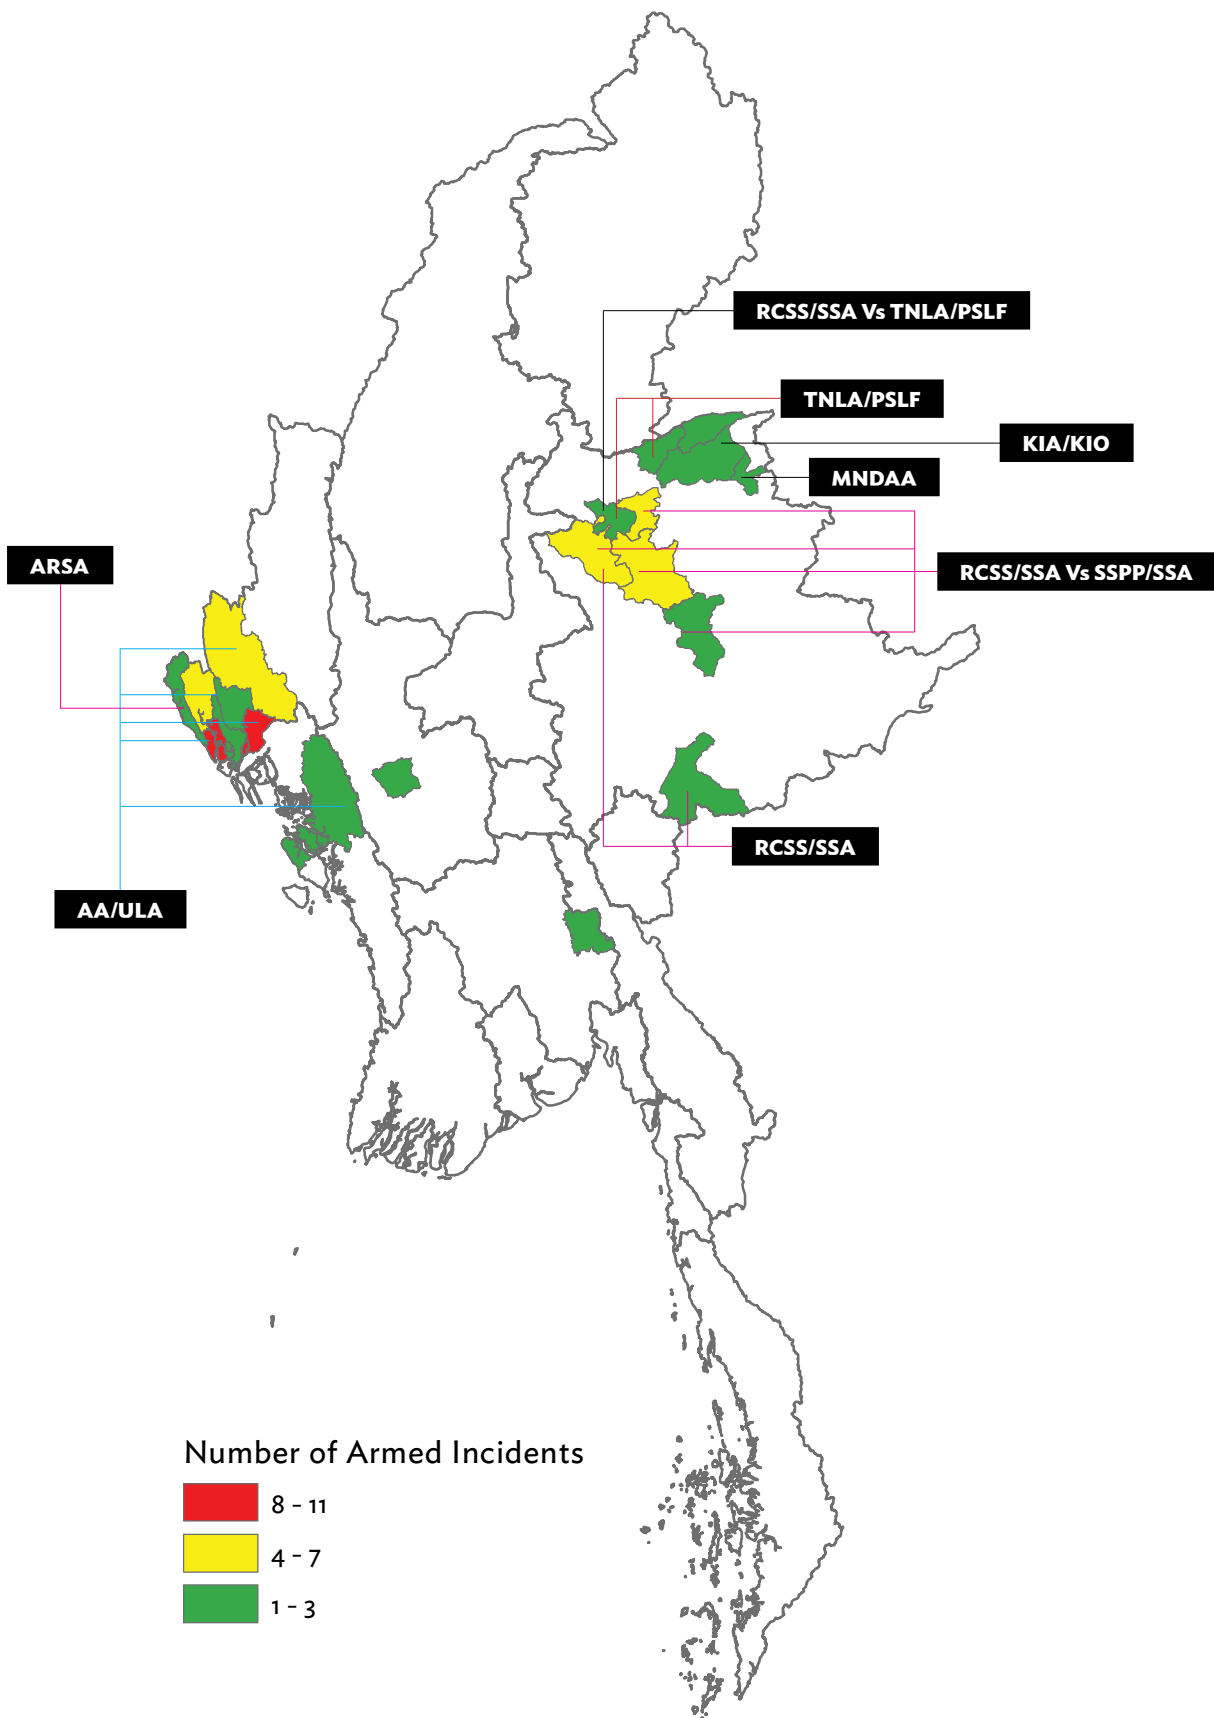 RCSS/SSA Vs TNLA/PSLF
TNLA/PSLF
KIA/KIO
MNDAA
ARSA
RCSS/SSA Vs SSPP/SSA
RCSS/SSA
AA/ULA
Number of Armed Incidents
8 - 11
4 - 7
1 - 3